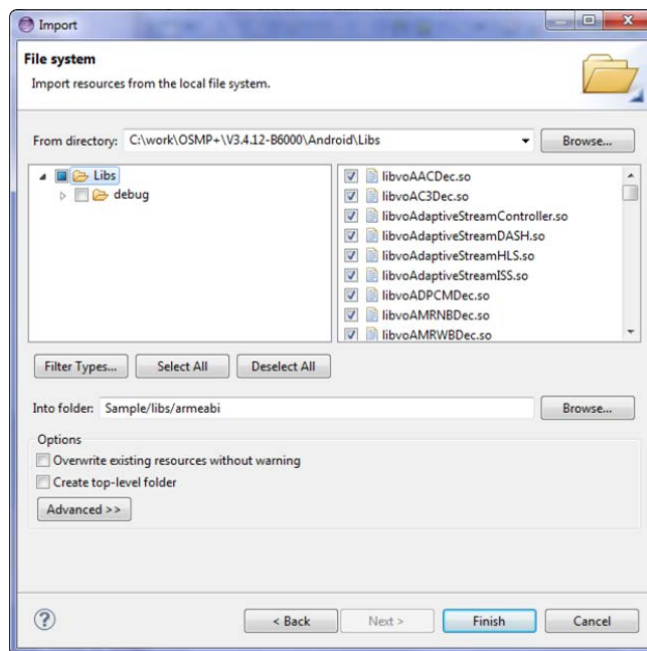 Import
File system
Import resources from the local file system.
From directory: C:\work\OSMP+\V3.4.12-B6000\Android\Libs Browse...
Libs
debug
libvoAACDec.so
libvoAC3Dec.so
libvoAdaptiveStreamController.so
libvoAdaptiveStreamDASH.so
libvoAdaptiveStreamHLS.so
libvoAdaptiveStreamISS.so
libvoADPCMDec.so
libvoAMRNBDec.so
libvoAMRWBDec.so
Filter Types... Select All Deselect All
Into folder: Sample/libs/armeabi Browse...
Options
Overwrite existing resources without warning
Create top-level folder
Advanced >>
? < Back Next > Finish Cancel